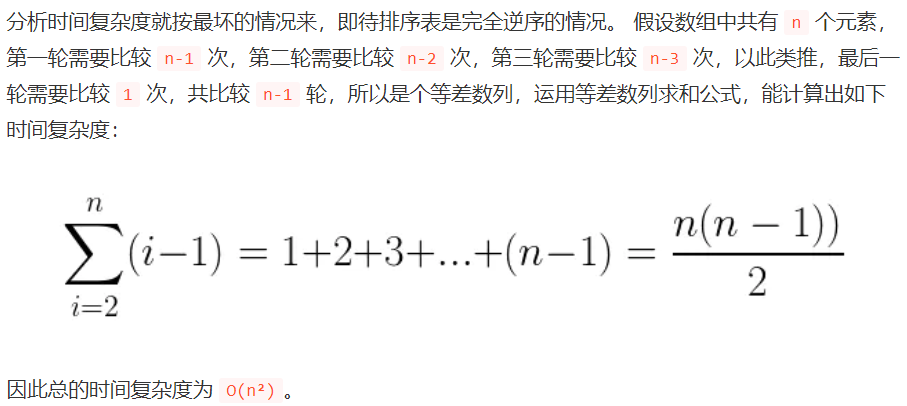 分析时间复杂度就按最坏的情况来，即待排序表是完全逆序的情况。 假设数组中共有 n 个元素，
第一轮需要比较 n-1 次，第二轮需要比较 n-2 次，第三轮需要比较 n-3 次，以此类推，最后一
轮需要比较 1 次，共比较 n-1 轮，所以是个等差数列，运用等差数列求和公式，能计算出如下
时间复杂度：
\sum_{i=2}^{n}(i-1) = 1+2+3+...+(n-1) = \frac{n(n-1))}{2}
因此总的时间复杂度为 O(n²) 。